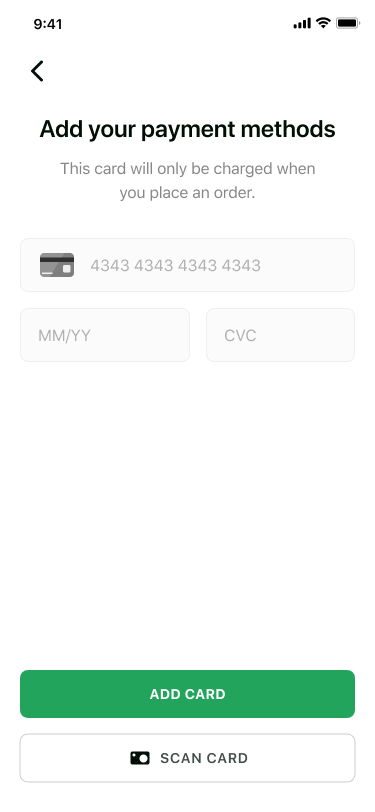 9:41
Add your payment methods
This card will only be charged when
you place an order.
4343 4343 4343 4343
MM/YY
CVC
ADD CARD
SCAN CARD